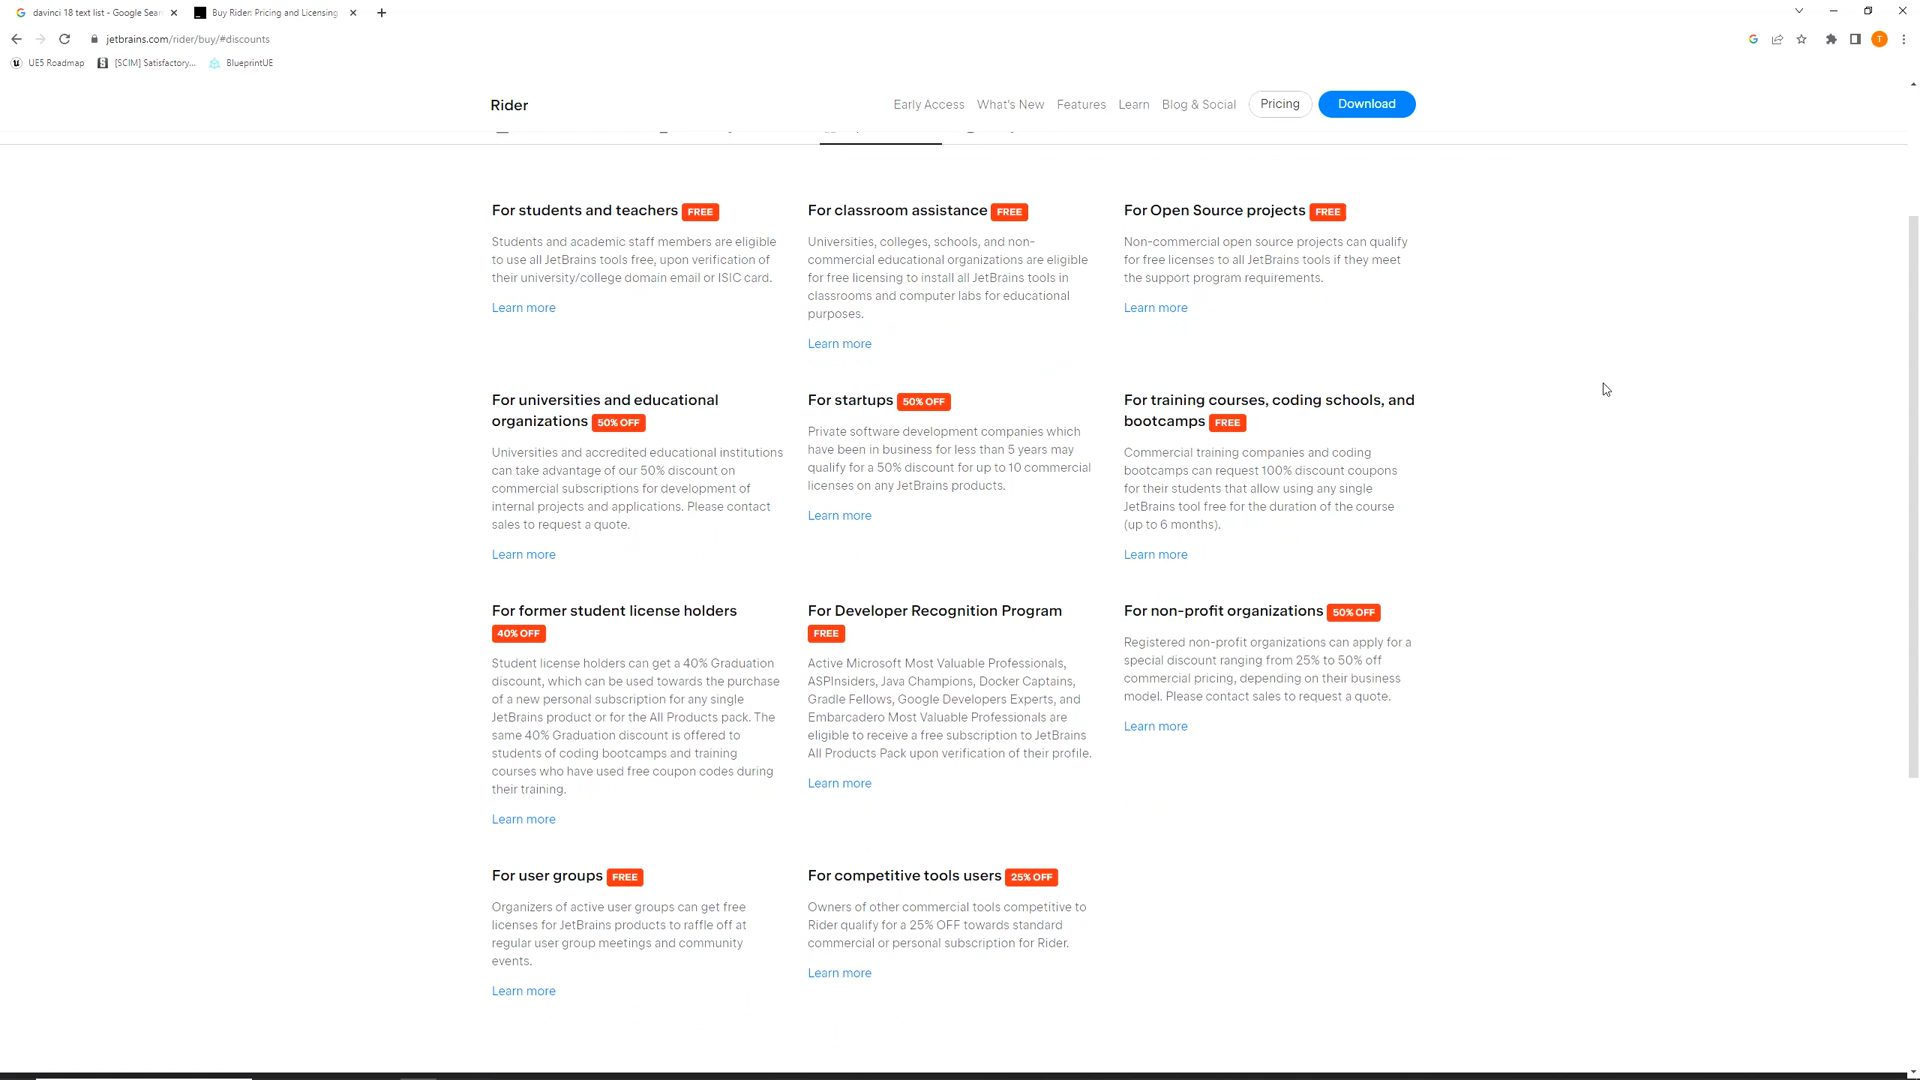 davinci 18 text list - Google Sear
Buy Rider: Pricing and Licensing
jetbrains.com/rider/buy/#discounts
T
UE5 Roadmap
[SCIM] Satisfactory...
BlueprintUE
Rider
Early Access
What's New
Features
Learn
Blog & Social
Pricing
Download
For students and teachers FREE
Students and academic staff members are eligible
to use all JetBrains tools free, upon verification of
their university/college domain email or ISIC card.
Learn more
For classroom assistance FREE
Universities, colleges, schools, and non-
commercial educational organizations are eligible
for free licensing to install all JetBrains tools in
classrooms and computer labs for educational
purposes.
Learn more
For Open Source projects FREE
Non-commercial open source projects can qualify
for free licenses to all JetBrains tools if they meet
the support program requirements.
Learn more
For universities and educational
organizations 50% OFF
Universities and accredited educational institutions
can take advantage of our 50% discount on
commercial subscriptions for development of
internal projects and applications. Please contact
sales to request a quote.
Learn more
For startups 50% OFF
Private software development companies which
have been in business for less than 5 years may
qualify for a 50% discount for up to 10 commercial
licenses on any JetBrains products.
Learn more
For training courses, coding schools, and
bootcamps FREE
Commercial training companies and coding
bootcamps can request 100% discount coupons
for their students that allow using any single
JetBrains tool free for the duration of the course
(up to 6 months).
Learn more
For former student license holders
40% OFF
Student license holders can get a 40% Graduation
discount, which can be used towards the purchase
of a new personal subscription for any single
JetBrains product or for the All Products pack. The
same 40% Graduation discount is offered to
students of coding bootcamps and training
courses who have used free coupon codes during
their training.
Learn more
For Developer Recognition Program
FREE
Active Microsoft Most Valuable Professionals,
ASPInsiders, Java Champions, Docker Captains,
Gradle Fellows, Google Developers Experts, and
Embarcadero Most Valuable Professionals are
eligible to receive a free subscription to JetBrains
All Products Pack upon verification of their profile.
Learn more
For non-profit organizations 50% OFF
Registered non-profit organizations can apply for a
special discount ranging from 25% to 50% off
commercial pricing, depending on their business
model. Please contact sales to request a quote.
Learn more
For user groups FREE
Organizers of active user groups can get free
licenses for JetBrains products to raffle off at
regular user group meetings and community
events.
Learn more
For competitive tools users 25% OFF
Owners of other commercial tools competitive to
Rider qualify for a 25% OFF towards standard
commercial or personal subscription for Rider.
Learn more